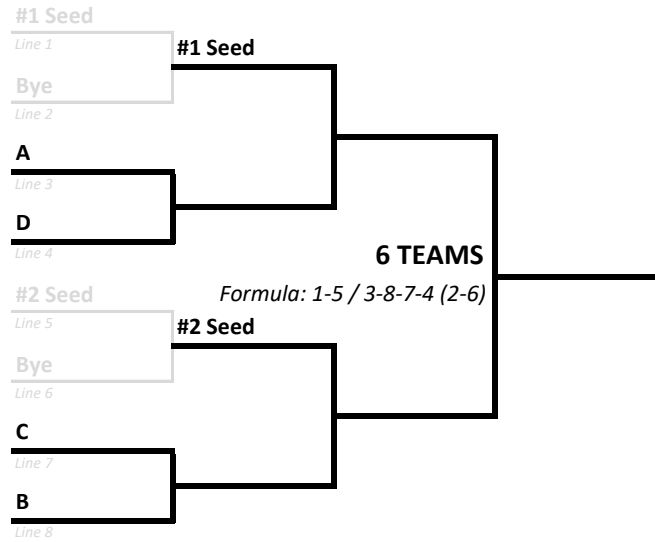 #1 Seed
Line 1
#1 Seed
Bye
Line 2
A
Line 3
D
Line 4
6 TEAMS
#2 Seed
Formula: 1-5 / 3-8-7-4 (2-6)
Line 5
#2 Seed
Bye
Line 6
C
Line 7
B
Line 8